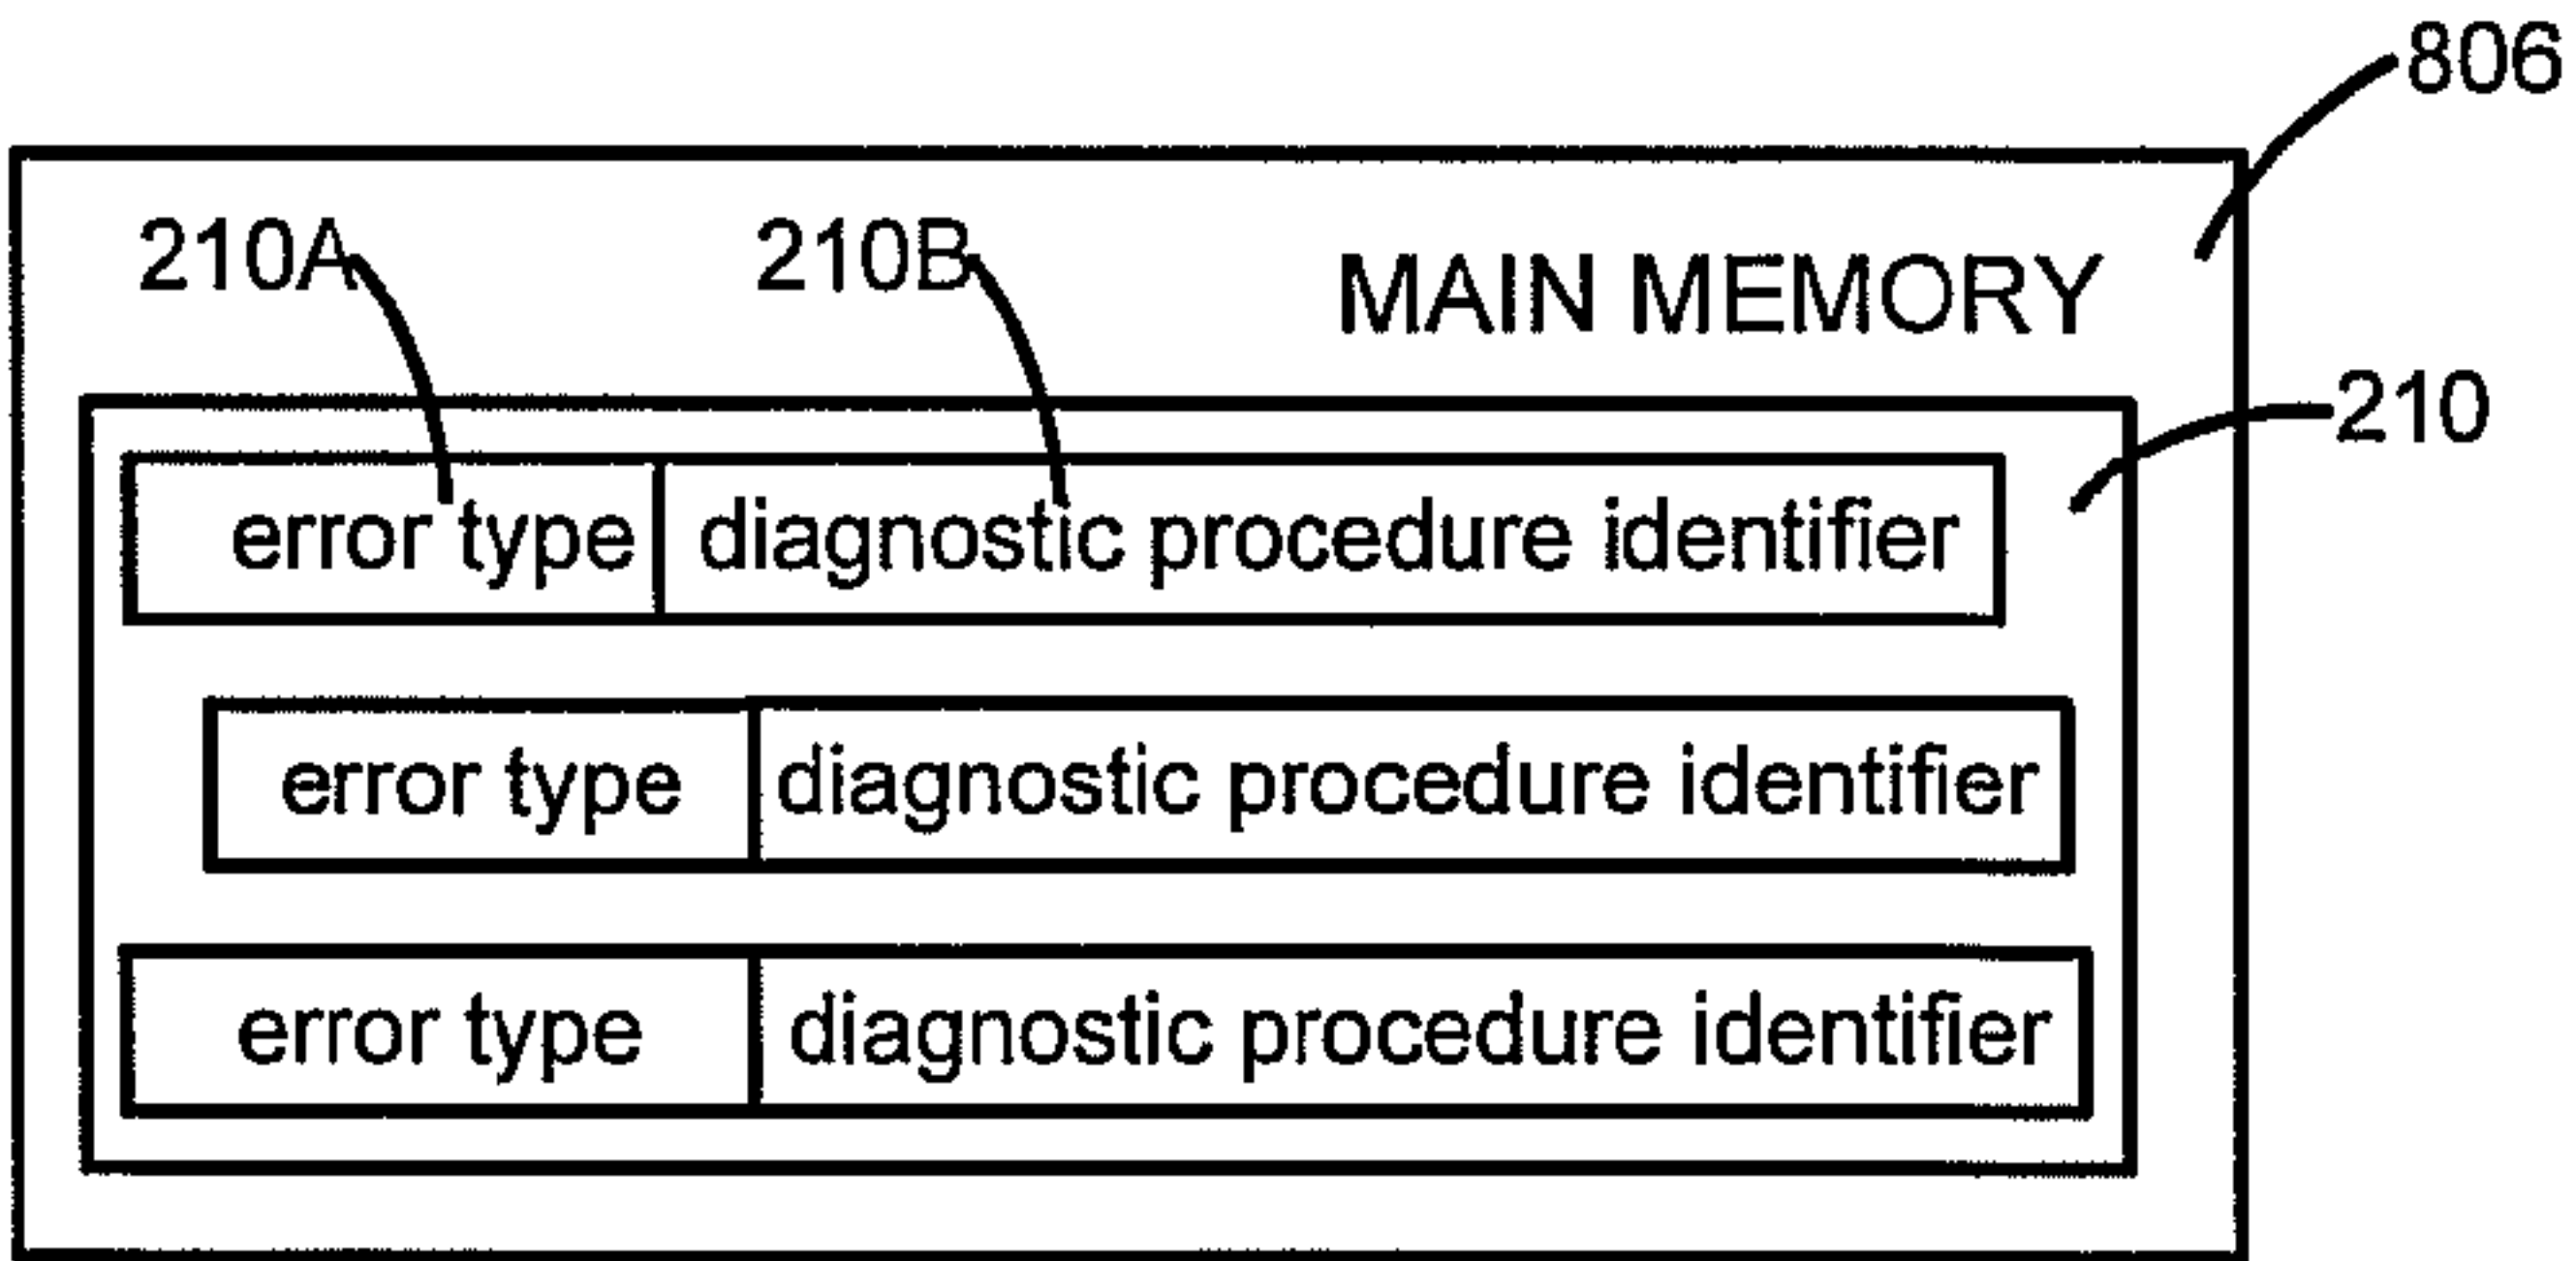 806
210A 210B MAIN MEMORY
210
error type diagnostic procedure identifier
error type diagnostic procedure identifier
error type diagnostic procedure identifier